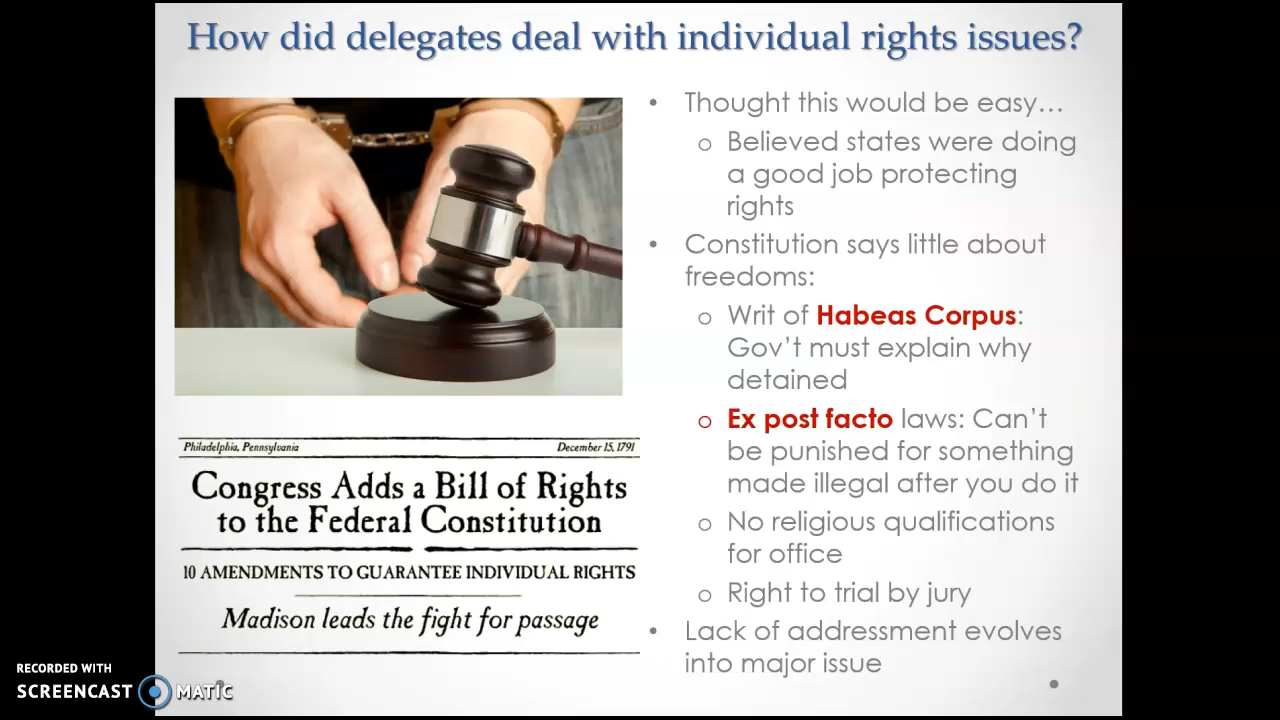 How did delegates deal with individual rights issues?
• Thought this would be easy…
o Believed states were doing
a good job protecting
rights
• Constitution says little about
freedoms:
o Writ of Habeas Corpus:
Gov’t must explain why
detained
o Ex post facto laws: Can’t
be punished for something
made illegal after you do it
o No religious qualifications
for office
o Right to trial by jury
• Lack of addressment evolves
into major issue
Philadelphia, Pennsylvania December 15, 1791
Congress Adds a Bill of Rights
to the Federal Constitution
10 AMENDMENTS TO GUARANTEE INDIVIDUAL RIGHTS
Madison leads the fight for passage
RECORDED WITH
SCREENCAST MATIC